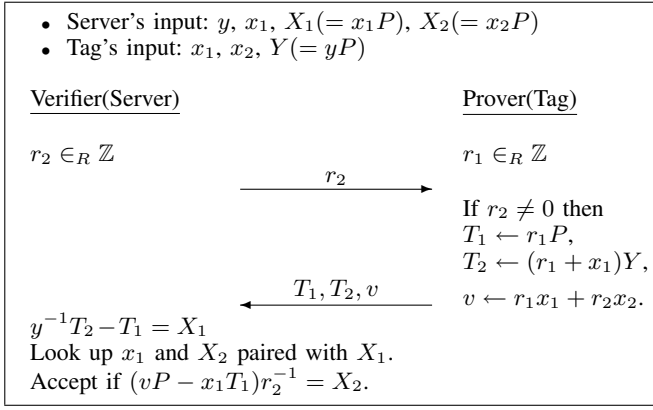 • Server's input: y, x₁, X₁(= x₁P), X₂(= x₂P)
• Tag's input: x₁, x₂, Y(= yP)
Verifier(Server) Prover(Tag)
r₂ ∈_R ℤ r₁ ∈_R ℤ
r₂
If r₂ ≠ 0 then
T₁ ← r₁P,
T₂ ← (r₁ + x₁)Y,
T₁, T₂, v v ← r₁x₁ + r₂x₂.
y⁻¹T₂ − T₁ = X₁
Look up x₁ and X₂ paired with X₁.
Accept if (vP − x₁T₁)r₂⁻¹ = X₂.